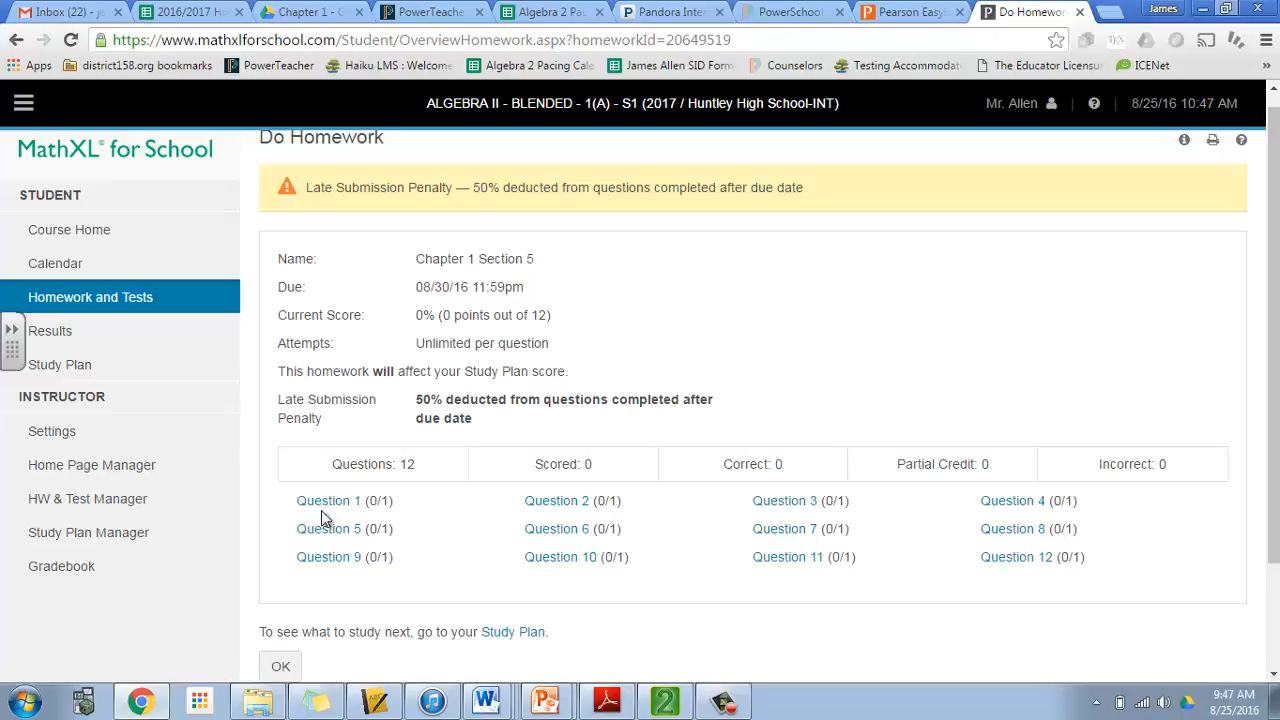 Inbox (22) - ja
2016/2017 Ho
Chapter 1 - G
PowerTeache
Algebra 2 Pac
Pandora Inter
PowerSchool
Pearson EasyB
Do Homewor
James
https://www.mathxlforschool.com/Student/OverviewHomework.aspx?homeworkId=20649519
Apps
district158.org bookmarks
PowerTeacher
Haiku LMS : Welcome
Algebra 2 Pacing Cale
James Allen SID Form
Counselors
Testing Accommodat
The Educator Licensu
ICENet
»
ALGEBRA II - BLENDED - 1(A) - S1 (2017 / Huntley High School-INT)
Mr. Allen
8/25/16 10:47 AM
MathXL® for School
STUDENT
Course Home
Calendar
Homework and Tests
Results
Study Plan
INSTRUCTOR
Settings
Home Page Manager
HW & Test Manager
Study Plan Manager
Gradebook
Do Homework
Late Submission Penalty — 50% deducted from questions completed after due date
Name: Chapter 1 Section 5
Due: 08/30/16 11:59pm
Current Score: 0% (0 points out of 12)
Attempts: Unlimited per question
This homework will affect your Study Plan score.
Late Submission Penalty 50% deducted from questions completed after due date
Questions: 12 Scored: 0 Correct: 0 Partial Credit: 0 Incorrect: 0
Question 1 (0/1) Question 2 (0/1) Question 3 (0/1) Question 4 (0/1)
Question 5 (0/1) Question 6 (0/1) Question 7 (0/1) Question 8 (0/1)
Question 9 (0/1) Question 10 (0/1) Question 11 (0/1) Question 12 (0/1)
To see what to study next, go to your Study Plan.
OK
9:47 AM
8/25/2016